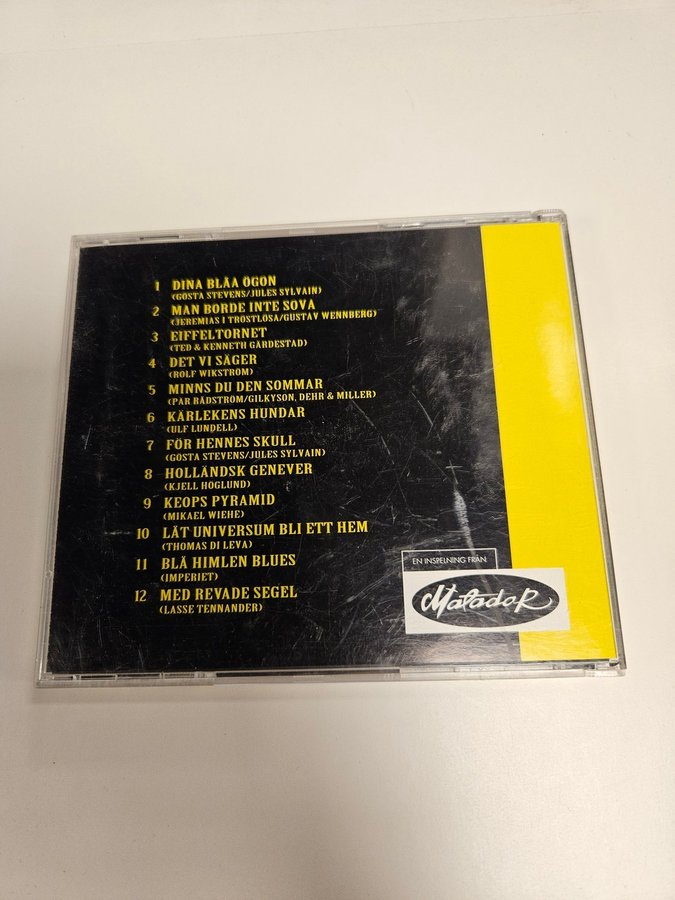 1 DINA BLÅA ÖGON
(GÖSTA STEVENS/JULES SYLVAIN)
2 MAN BORDE INTE SOVA
(JEREMIAS I TRÖSTLÖSA/GUSTAV WENNBERG)
3 EIFFELTORNET
(TED & KENNETH GÄRDESTAD)
4 DET VI SÄGER
(ROLF WIKSTRÖM)
5 MINNS DU DEN SOMMAR
(PÄR RÅDSTRÖM/GILKYSON, DEHR & MILLER)
6 KÄRLEKENS HUNDAR
(ULF LUNDELL)
7 FÖR HENNES SKULL
(GÖSTA STEVENS/JULES SYLVAIN)
8 HOLLÄNDSK GENEVER
(KJELL HÖGLUND)
9 KEOPS PYRAMID
(MIKAEL WIEHE)
10 LÅT UNIVERSUM BLI ETT HEM
(THOMAS DI LEVA)
11 BLÅ HIMLEN BLUES
(IMPERIET)
12 MED REVADE SEGEL
(LASSE TENNANDER)
EN INSPELNING FRÅN:
Matador